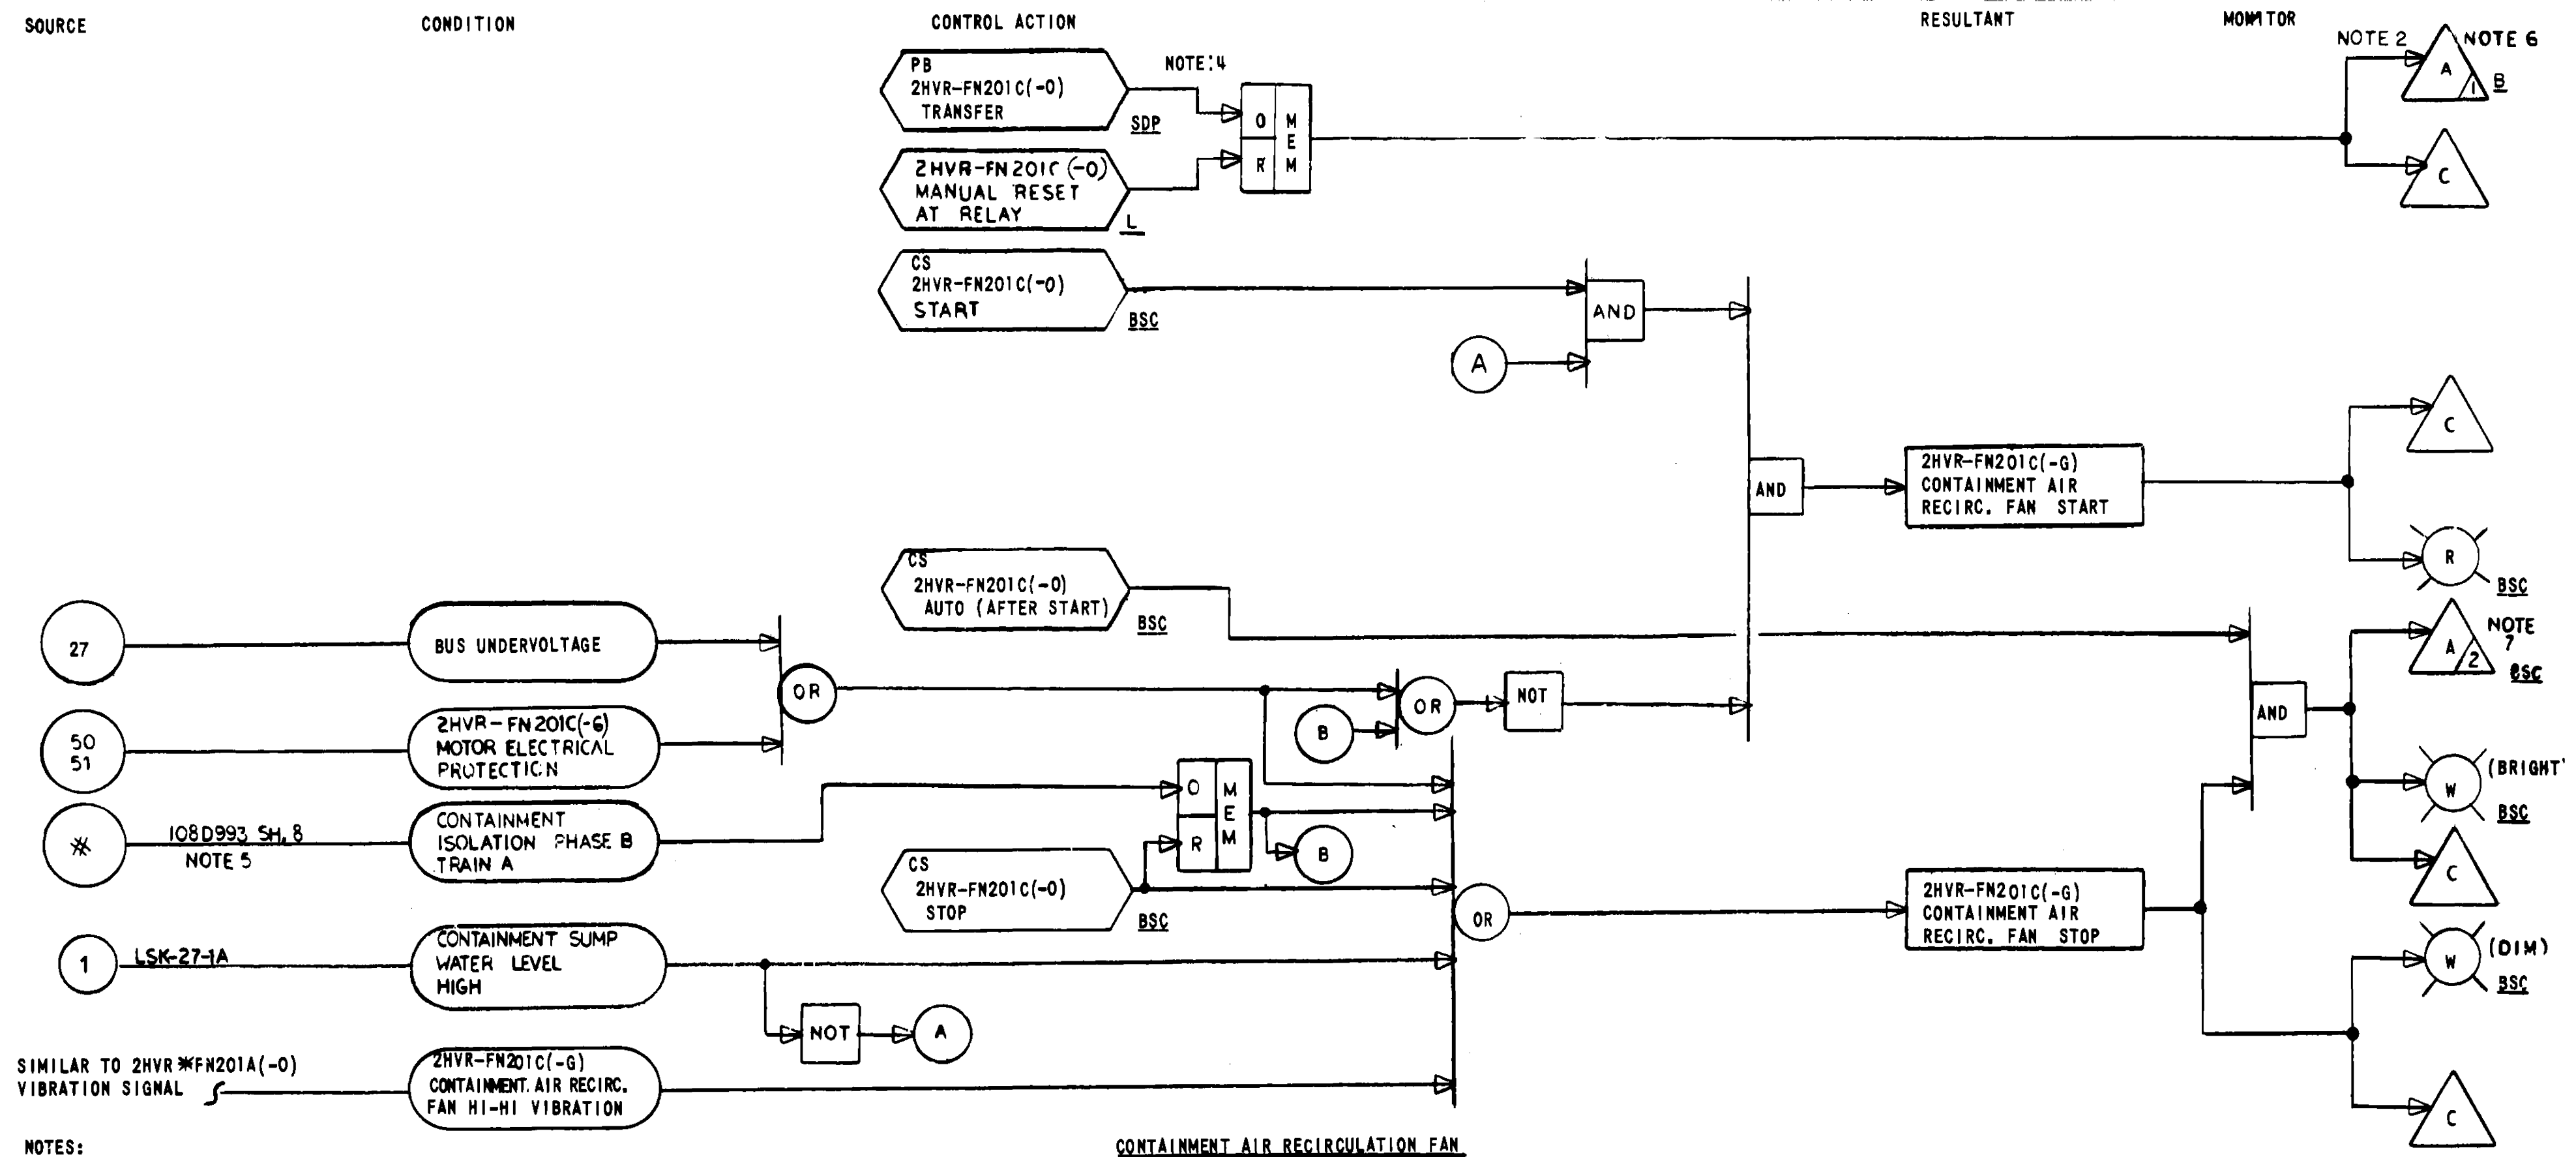 SOURCE
CONDITION
CONTROL ACTION
RESULTANT
MONITOR
PB
2HVR-FN201C(-O)
TRANSFER
SDP
NOTE:4
O
R
MEM
NOTE 2
A
1
NOTE 6
B
C
2HVR-FN201C (-O)
MANUAL RESET
AT RELAY
L
CS
2HVR-FN201C(-O)
START
BSC
AND
A
AND
2HVR-FN201C(-G)
CONTAINMENT AIR
RECIRC. FAN START
C
R
BSC
CS
2HVR-FN201C(-O)
AUTO (AFTER START)
BSC
27
BUS UNDERVOLTAGE
OR
50
51
2HVR-FN201C(-G)
MOTOR ELECTRICAL
PROTECTION
B
OR
NOT
AND
A
2
NOTE
7
BSC
W
(BRIGHT
BSC
C
*
108D993 SH. 8
NOTE 5
CONTAINMENT
ISOLATION PHASE B
TRAIN A
O
R
MEM
B
CS
2HVR-FN201C(-O)
STOP
BSC
OR
2HVR-FN201C(-G)
CONTAINMENT AIR
RECIRC. FAN STOP
W
(DIM)
BSC
C
1
LSK-27-1A
CONTAINMENT SUMP
WATER LEVEL
HIGH
NOT
A
SIMILAR TO 2HVR*FN201A(-O)
VIBRATION SIGNAL
2HVR-FN201C(-G)
CONTAINMENT. AIR RECIRC.
FAN HI-HI VIBRATION
NOTES:
CONTAINMENT AIR RECIRCULATION FAN